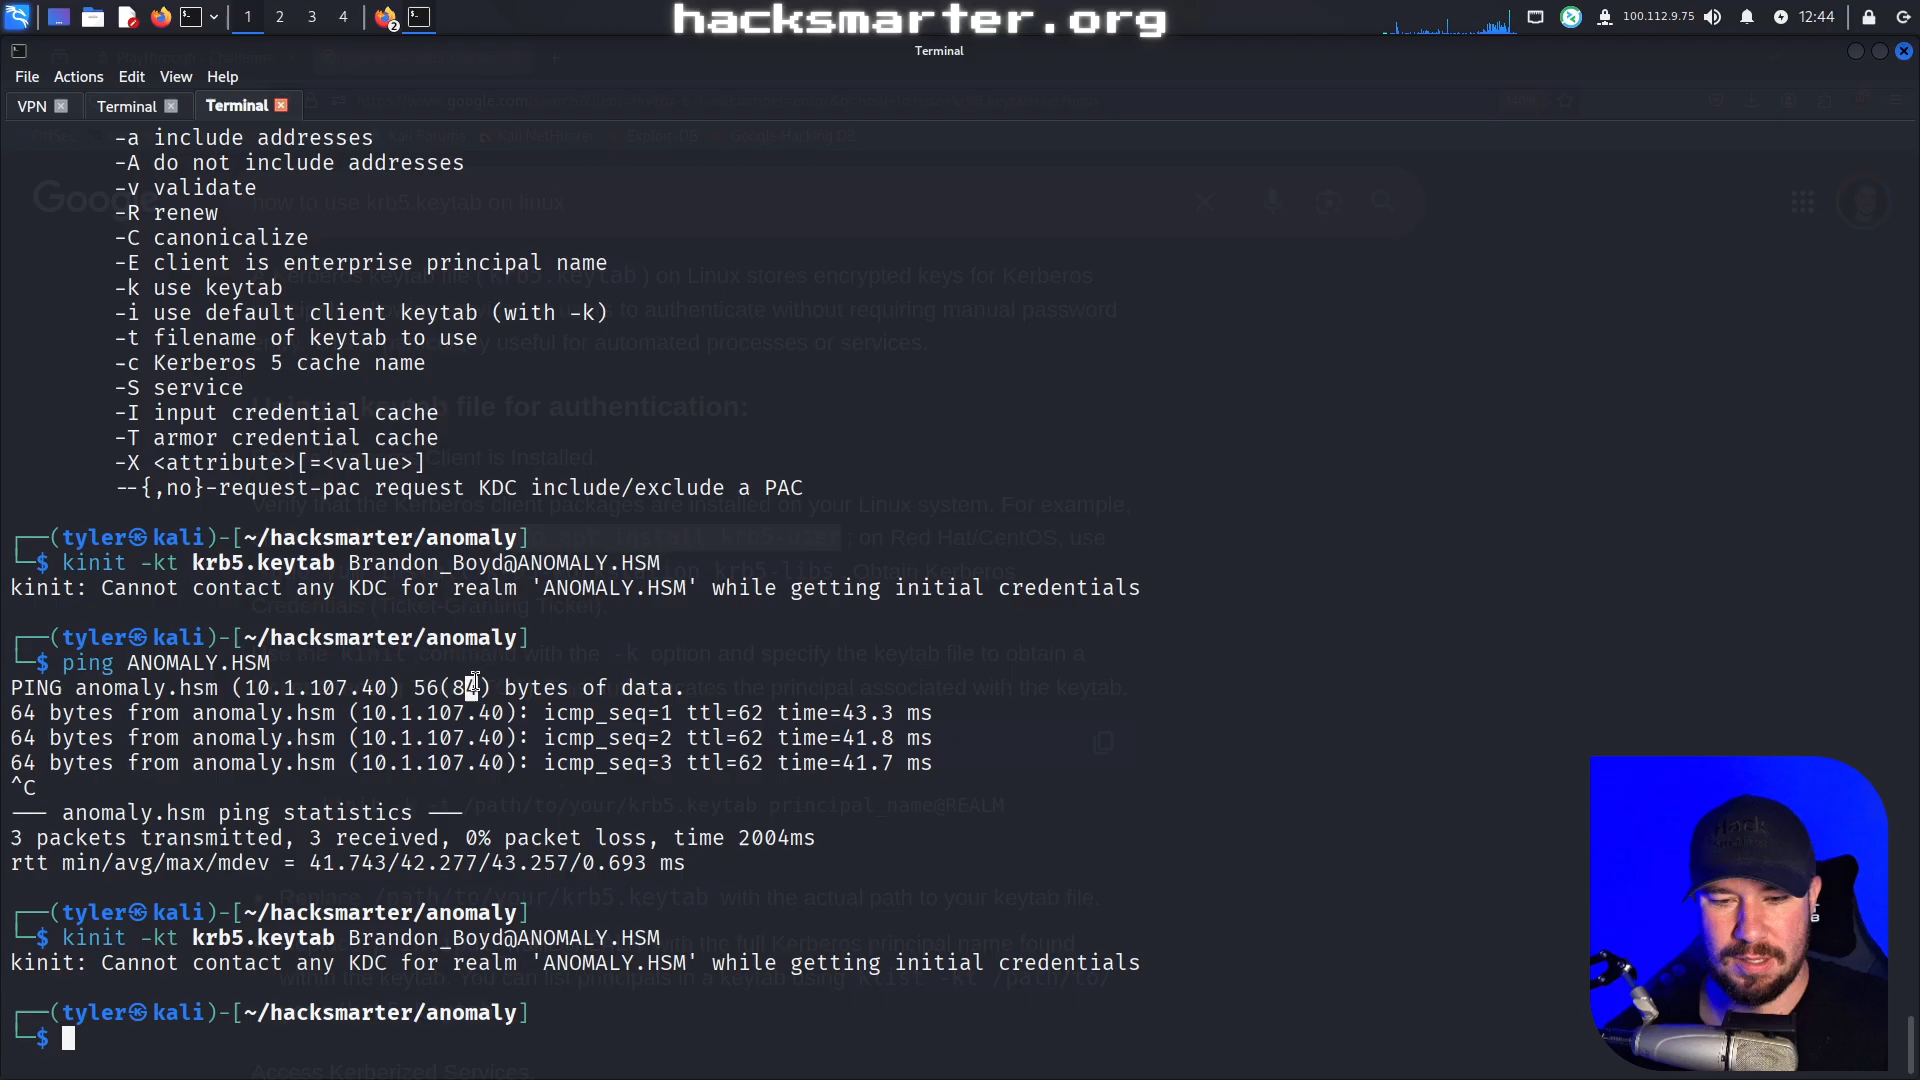 1 2 3 4 2 hacksmarter.org 100.112.9.75 12:44
Terminal
File Actions Edit View Help
VPN Terminal Terminal
-a include addresses
-A do not include addresses
-v validate
-R renew
-C canonicalize
-E client is enterprise principal name
-k use keytab
-i use default client keytab (with -k)
-t filename of keytab to use
-c Kerberos 5 cache name
-S service
-I input credential cache
-T armor credential cache
-X <attribute>[=<value>]
--{,no}-request-pac request KDC include/exclude a PAC
┌──(tyler㉿kali)-[~/hacksmarter/anomaly]
└─$ kinit -kt krb5.keytab Brandon_Boyd@ANOMALY.HSM
kinit: Cannot contact any KDC for realm 'ANOMALY.HSM' while getting initial credentials
┌──(tyler㉿kali)-[~/hacksmarter/anomaly]
└─$ ping ANOMALY.HSM
PING anomaly.hsm (10.1.107.40) 56(84) bytes of data.
64 bytes from anomaly.hsm (10.1.107.40): icmp_seq=1 ttl=62 time=43.3 ms
64 bytes from anomaly.hsm (10.1.107.40): icmp_seq=2 ttl=62 time=41.8 ms
64 bytes from anomaly.hsm (10.1.107.40): icmp_seq=3 ttl=62 time=41.7 ms
^C
--- anomaly.hsm ping statistics ---
3 packets transmitted, 3 received, 0% packet loss, time 2004ms
rtt min/avg/max/mdev = 41.743/42.277/43.257/0.693 ms
┌──(tyler㉿kali)-[~/hacksmarter/anomaly]
└─$ kinit -kt krb5.keytab Brandon_Boyd@ANOMALY.HSM
kinit: Cannot contact any KDC for realm 'ANOMALY.HSM' while getting initial credentials
┌──(tyler㉿kali)-[~/hacksmarter/anomaly]
└─$